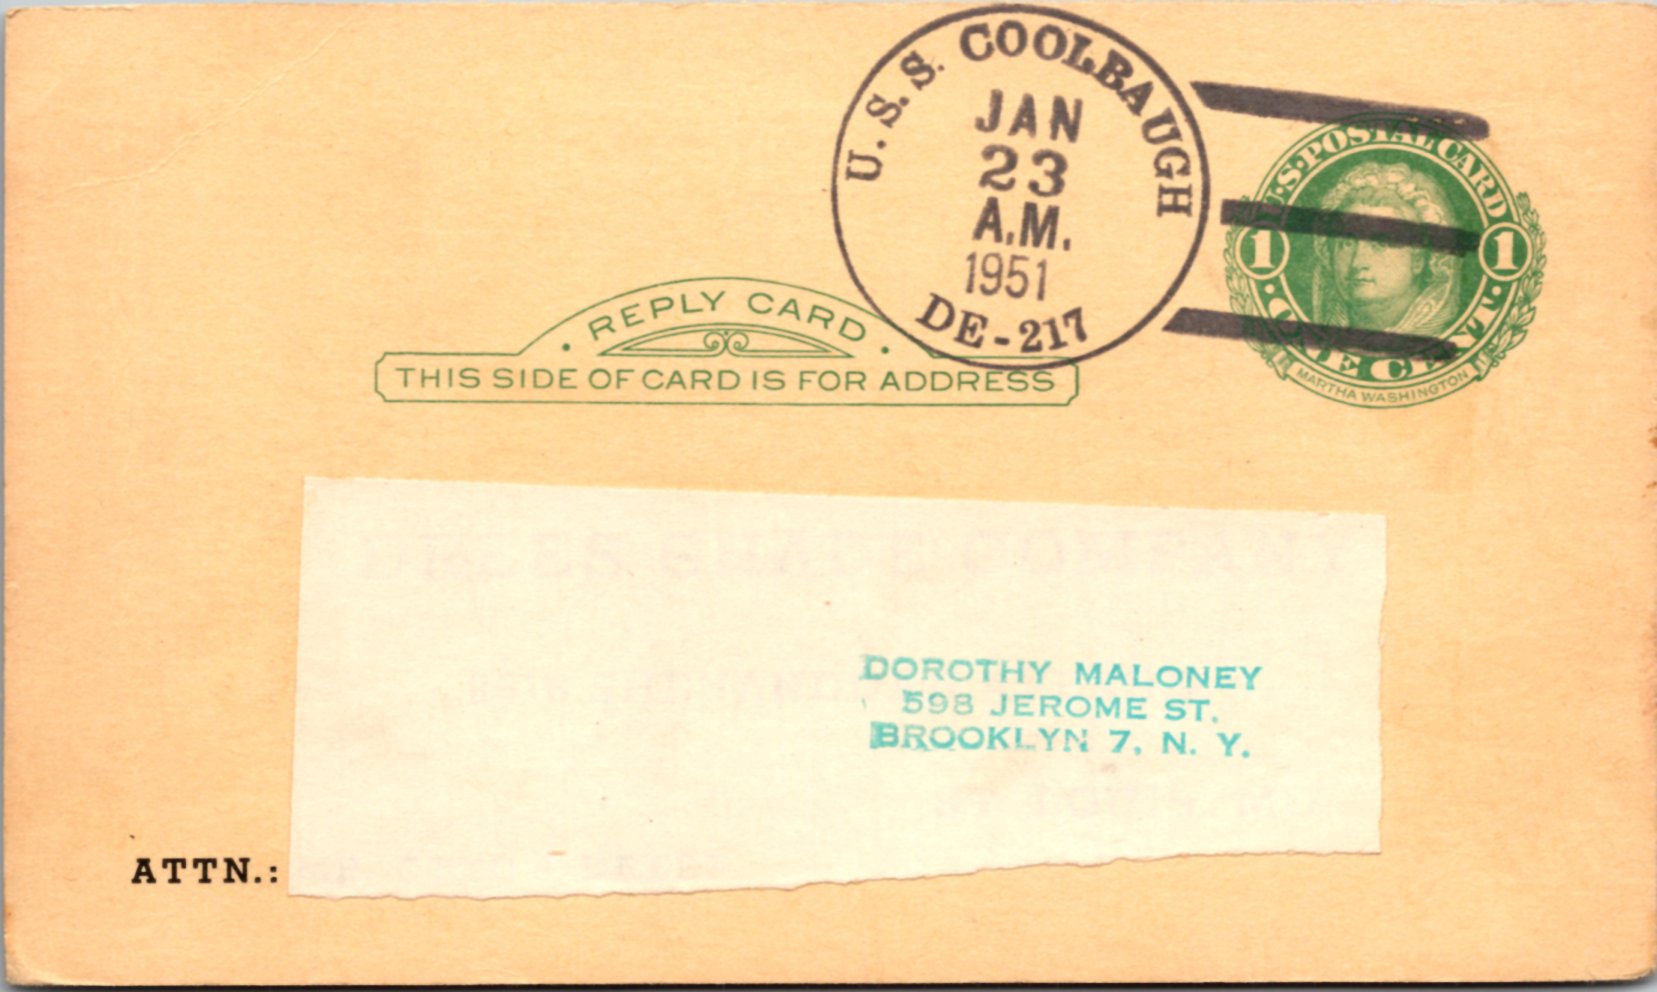 U. S. S. COOLBAUGH
JAN
23
A.M.
1951
DE-217
U.S. POSTAL CARD
1 1
ONE CENT
MARTHA WASHINGTON
REPLY CARD
THIS SIDE OF CARD IS FOR ADDRESS
COMPANY
DOROTHY MALONEY
598 JEROME ST.
BROOKLYN 7, N. Y.
ATTN.: